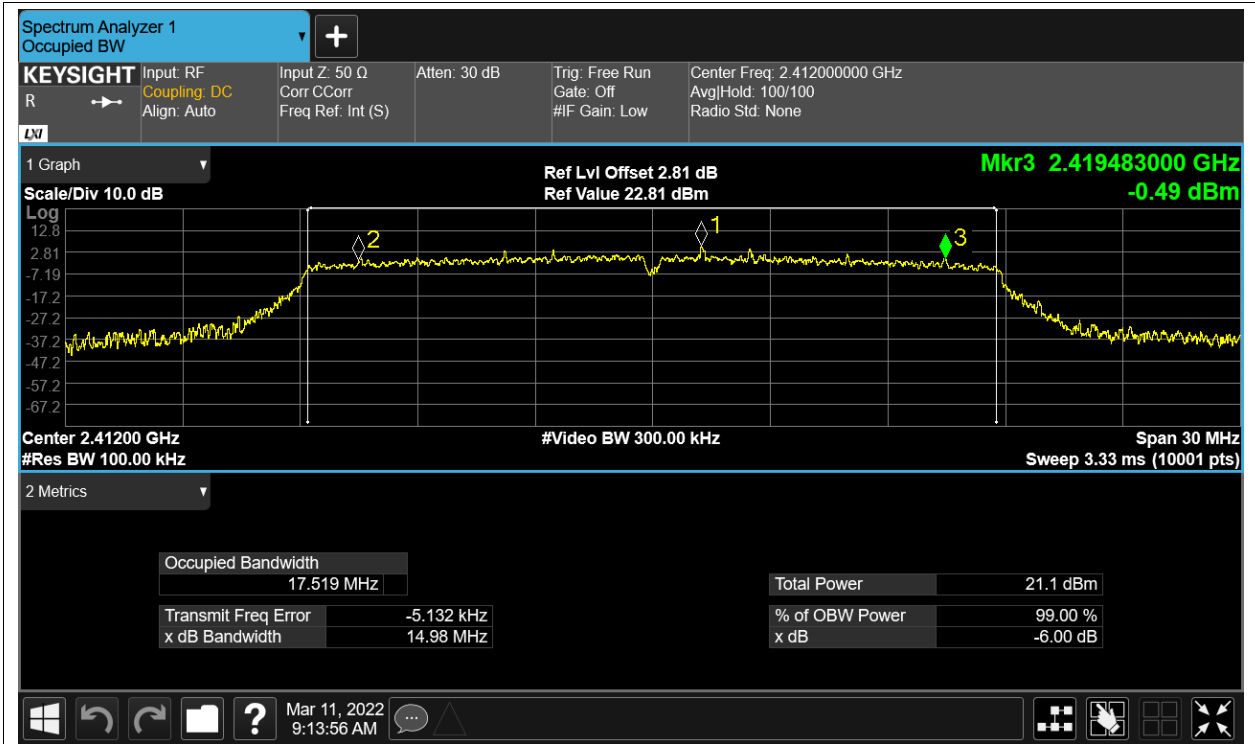 Spectrum Analyzer 1
Occupied BW
+
KEYSIGHT
R
LXI
Input: RF
Coupling: DC
Align: Auto
Input Z: 50 Ω
Corr CCorr
Freq Ref: Int (S)
Atten: 30 dB
Trig: Free Run
Gate: Off
#IF Gain: Low
Center Freq: 2.412000000 GHz
Avg|Hold: 100/100
Radio Std: None
1 Graph
Scale/Div 10.0 dB
Ref Lvl Offset 2.81 dB
Ref Value 22.81 dBm
Mkr3 2.419483000 GHz
-0.49 dBm
Log
12.8
2.81
-7.19
-17.2
-27.2
-37.2
-47.2
-57.2
-67.2
2
1
3
Center 2.41200 GHz
#Res BW 100.00 kHz
#Video BW 300.00 kHz
Span 30 MHz
Sweep 3.33 ms (10001 pts)
2 Metrics
Occupied Bandwidth
17.519 MHz
Transmit Freq Error -5.132 kHz
x dB Bandwidth 14.98 MHz
Total Power 21.1 dBm
% of OBW Power 99.00 %
x dB -6.00 dB
?
Mar 11, 2022
9:13:56 AM